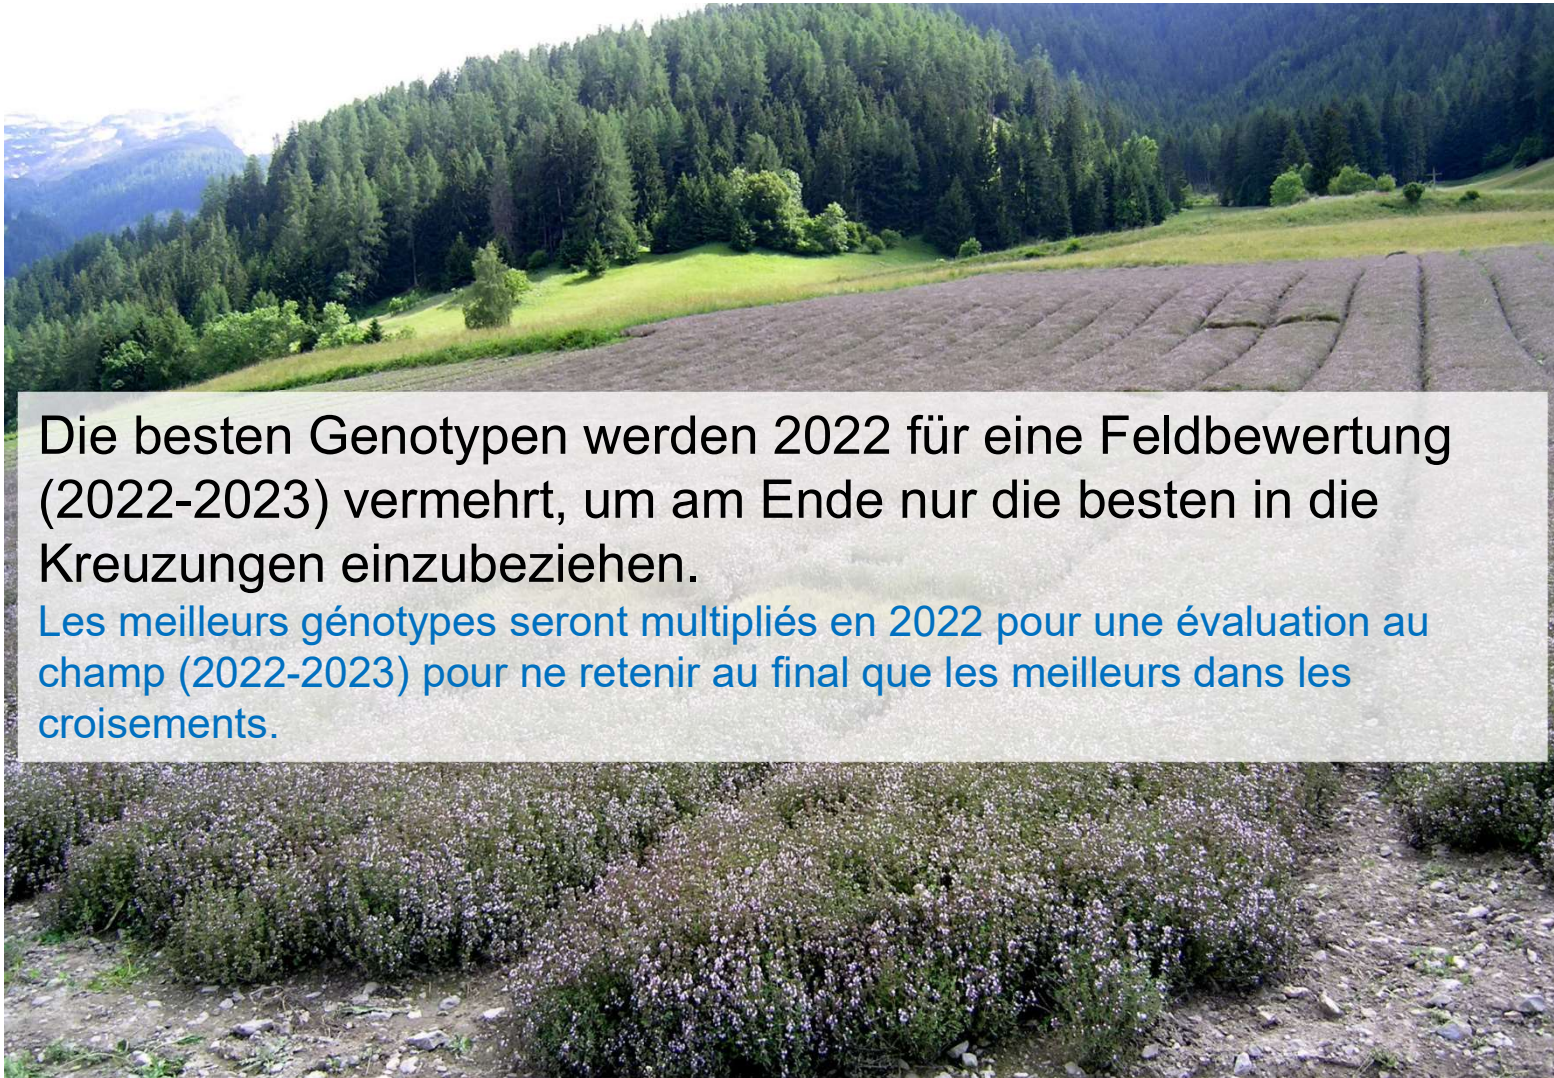 Die besten Genotypen werden 2022 für eine Feldbewertung
(2022-2023) vermehrt, um am Ende nur die besten in die
Kreuzungen einzubeziehen.
Les meilleurs génotypes seront multipliés en 2022 pour une évaluation au
champ (2022-2023) pour ne retenir au final que les meilleurs dans les
croisements.